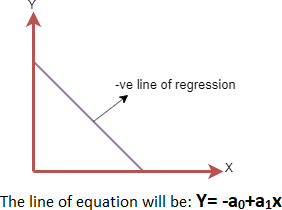 Y
-ve line of regression
X
The line of equation will be: Y= -a₀+a₁x